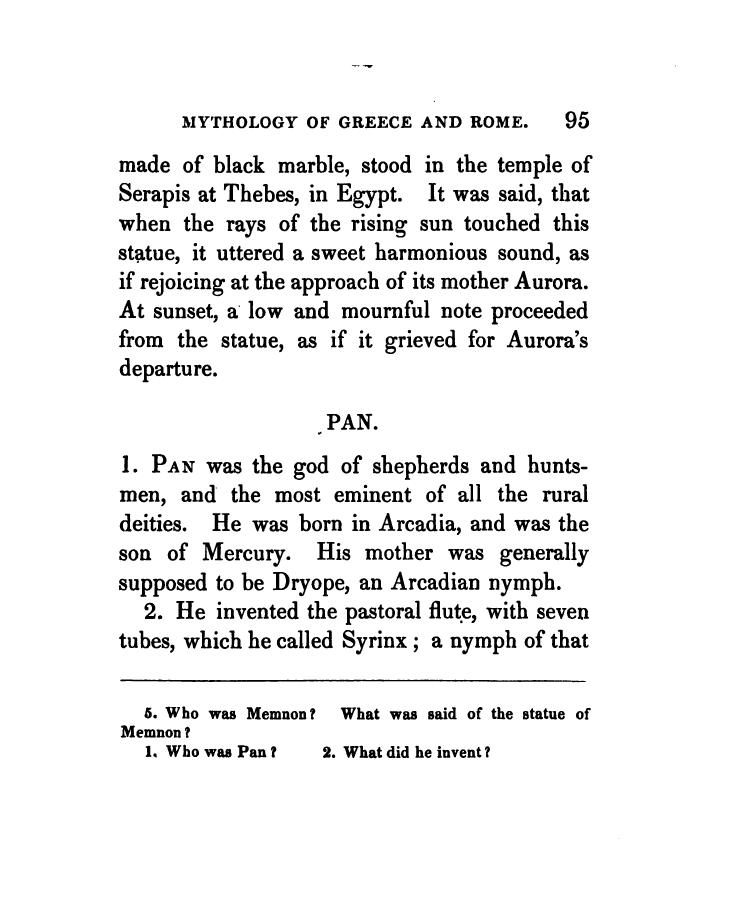 MYTHOLOGY OF GREECE AND ROME. 95
made of black marble, stood in the temple of
Serapis at Thebes, in Egypt. It was said, that
when the rays of the rising sun touched this
statue, it uttered a sweet harmonious sound, as
if rejoicing at the approach of its mother Aurora.
At sunset, a low and mournful note proceeded
from the statue, as if it grieved for Aurora's
departure.
PAN.
1. PAN was the god of shepherds and hunts-
men, and the most eminent of all the rural
deities. He was born in Arcadia, and was the
son of Mercury. His mother was generally
supposed to be Dryope, an Arcadian nymph.
2. He invented the pastoral flute, with seven
tubes, which he called Syrinx; a nymph of that
5. Who was Memnon? What was said of the statue of
Memnon?
1. Who was Pan? 2. What did he invent?